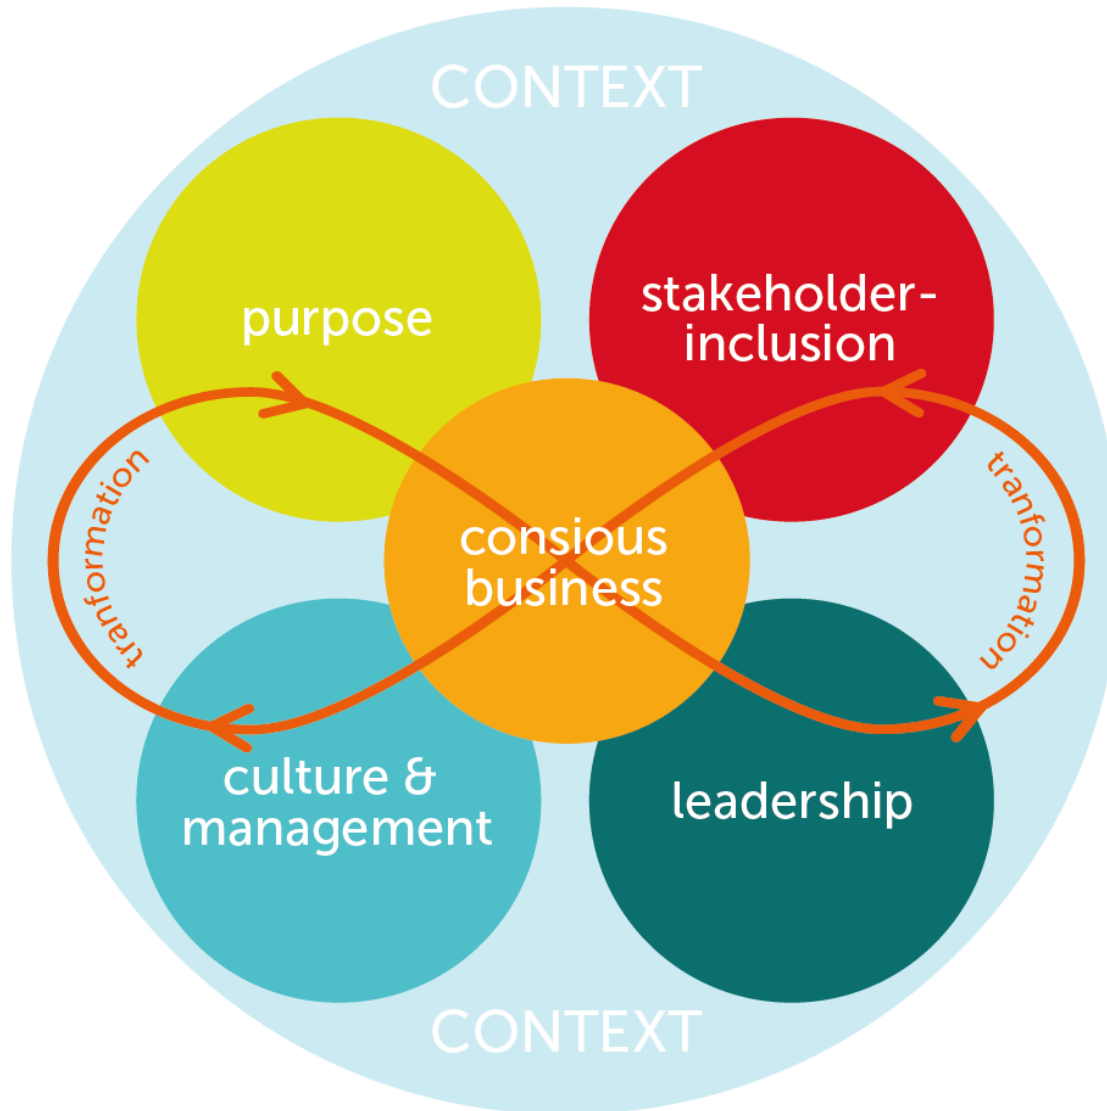 CONTEXT
purpose
stakeholder-
inclusion
tranformation
tranformation
consious
business
culture &
management
leadership
CONTEXT